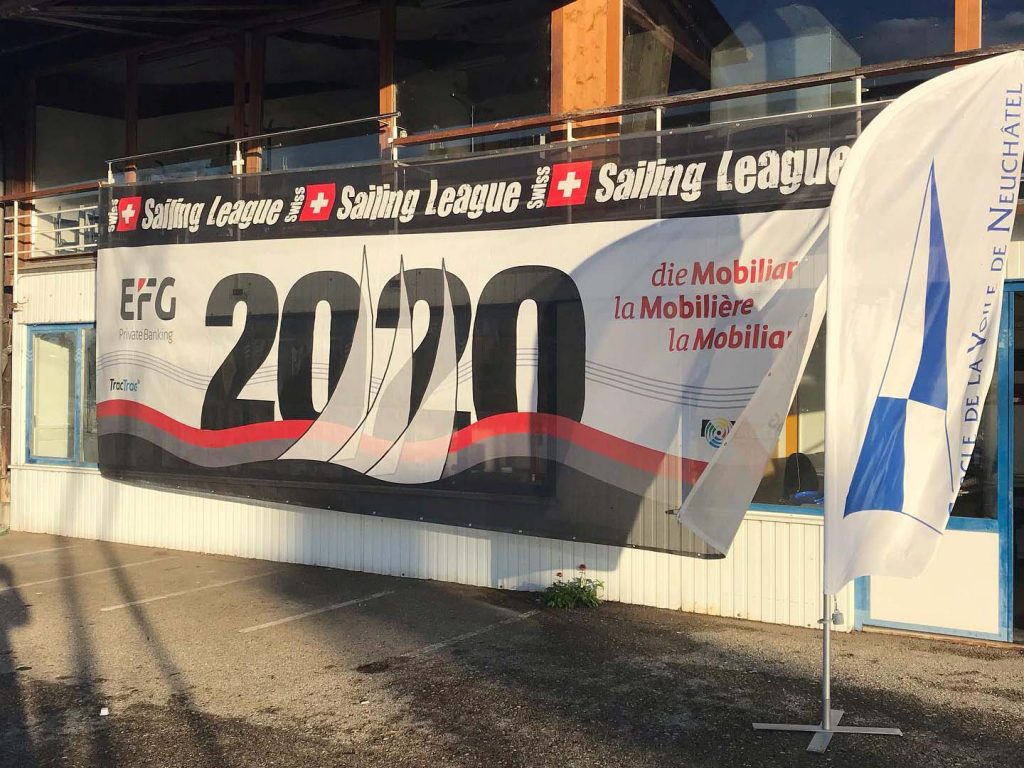 Swiss Sailing League Swiss Sailing League Swiss Sailing League
EFG
Private Banking
TracTrac
2020
die Mobiliar
la Mobilière
la Mobiliar
DE LA VOILE DE NEUCHÂTEL